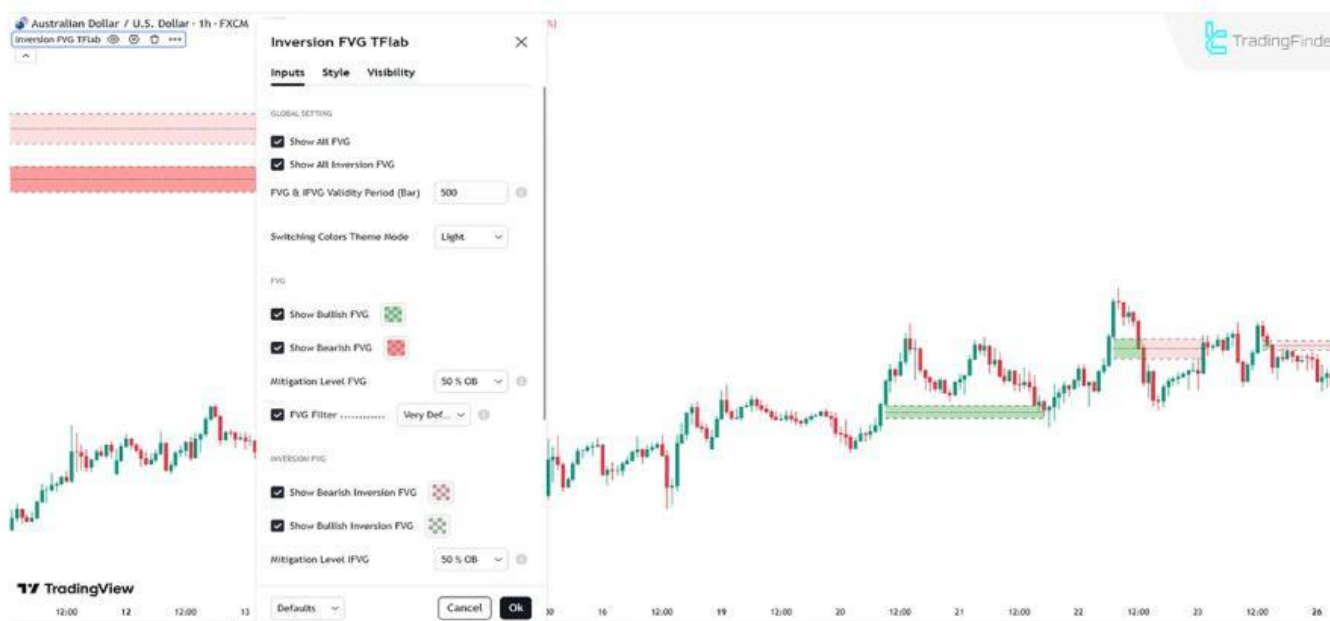 Australian Dollar / U.S. Dollar · 1h · FXCM
%)
Inversion FVG TFlab
TradingFinde
Inversion FVG TFlab
Inputs Style Visibility
GLOBAL SETTING
Show All FVG
Show All Inversion FVG
FVG & IFVG Validity Period (Bar) 500
Switching Colors Theme Mode Light
FVG
Show Bullish FVG
Show Bearish FVG
Mitigation Level FVG 50 % OB
FVG Filter ............ Very Def...
INVERSION FVG
Show Bearish Inversion FVG
Show Bullish Inversion FVG
Mitigation Level IFVG 50 % OB
Defaults Cancel Ok
TradingView
12:00 12 12:00 13 16 12:00 19 12:00 20 12:00 21 12:00 22 12:00 23 12:00 26